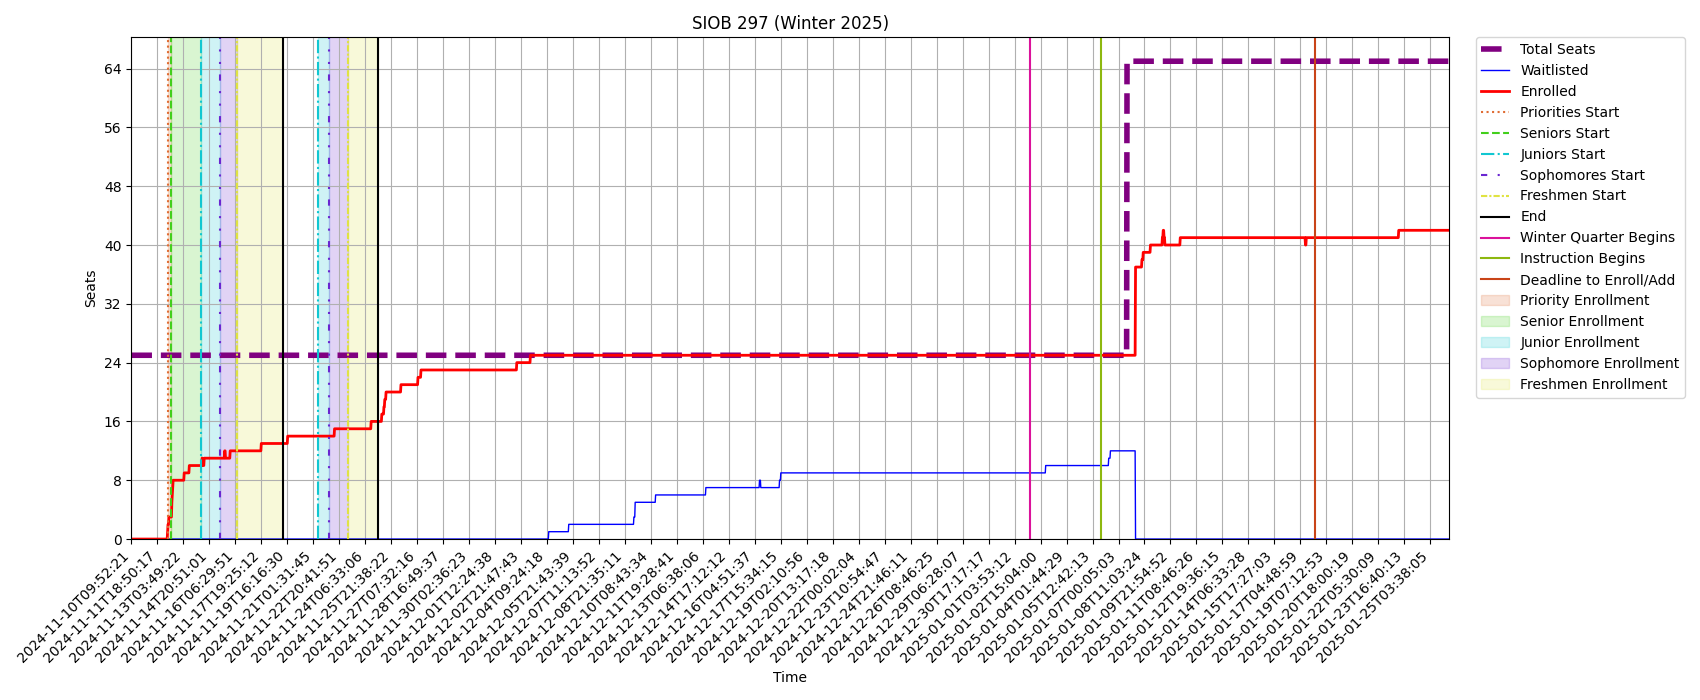 SIOB 297 (Winter 2025)
Seats
64
56
48
40
32
24
16
8
0
2024-11-10T09:52:21
2024-11-11T18:50:17
2024-11-13T03:49:22
2024-11-14T20:51:01
2024-11-16T06:29:51
2024-11-17T19:25:12
2024-11-19T16:16:30
2024-11-21T01:31:45
2024-11-22T20:41:51
2024-11-24T06:33:06
2024-11-25T21:38:22
2024-11-27T07:32:16
2024-11-28T16:49:37
2024-11-30T02:36:23
2024-12-01T12:24:38
2024-12-02T21:47:43
2024-12-04T09:24:18
2024-12-05T21:43:39
2024-12-07T11:13:52
2024-12-08T21:35:11
2024-12-10T08:43:34
2024-12-11T19:28:41
2024-12-13T06:38:06
2024-12-14T17:12:12
2024-12-16T04:51:37
2024-12-17T15:34:15
2024-12-19T02:10:56
2024-12-20T13:17:18
2024-12-22T00:02:04
2024-12-23T10:54:47
2024-12-24T21:46:11
2024-12-26T08:46:25
2024-12-29T06:28:07
2024-12-30T17:17:17
2025-01-01T03:53:12
2025-01-02T15:04:00
2025-01-04T01:44:29
2025-01-05T12:42:13
2025-01-07T00:05:03
2025-01-08T11:03:24
2025-01-09T21:54:52
2025-01-11T08:46:26
2025-01-12T19:36:15
2025-01-14T06:33:28
2025-01-15T17:27:03
2025-01-17T04:48:59
2025-01-19T07:12:53
2025-01-20T18:00:19
2025-01-22T05:30:09
2025-01-23T16:40:13
2025-01-25T03:38:05
Time
Total Seats
Waitlisted
Enrolled
Priorities Start
Seniors Start
Juniors Start
Sophomores Start
Freshmen Start
End
Winter Quarter Begins
Instruction Begins
Deadline to Enroll/Add
Priority Enrollment
Senior Enrollment
Junior Enrollment
Sophomore Enrollment
Freshmen Enrollment